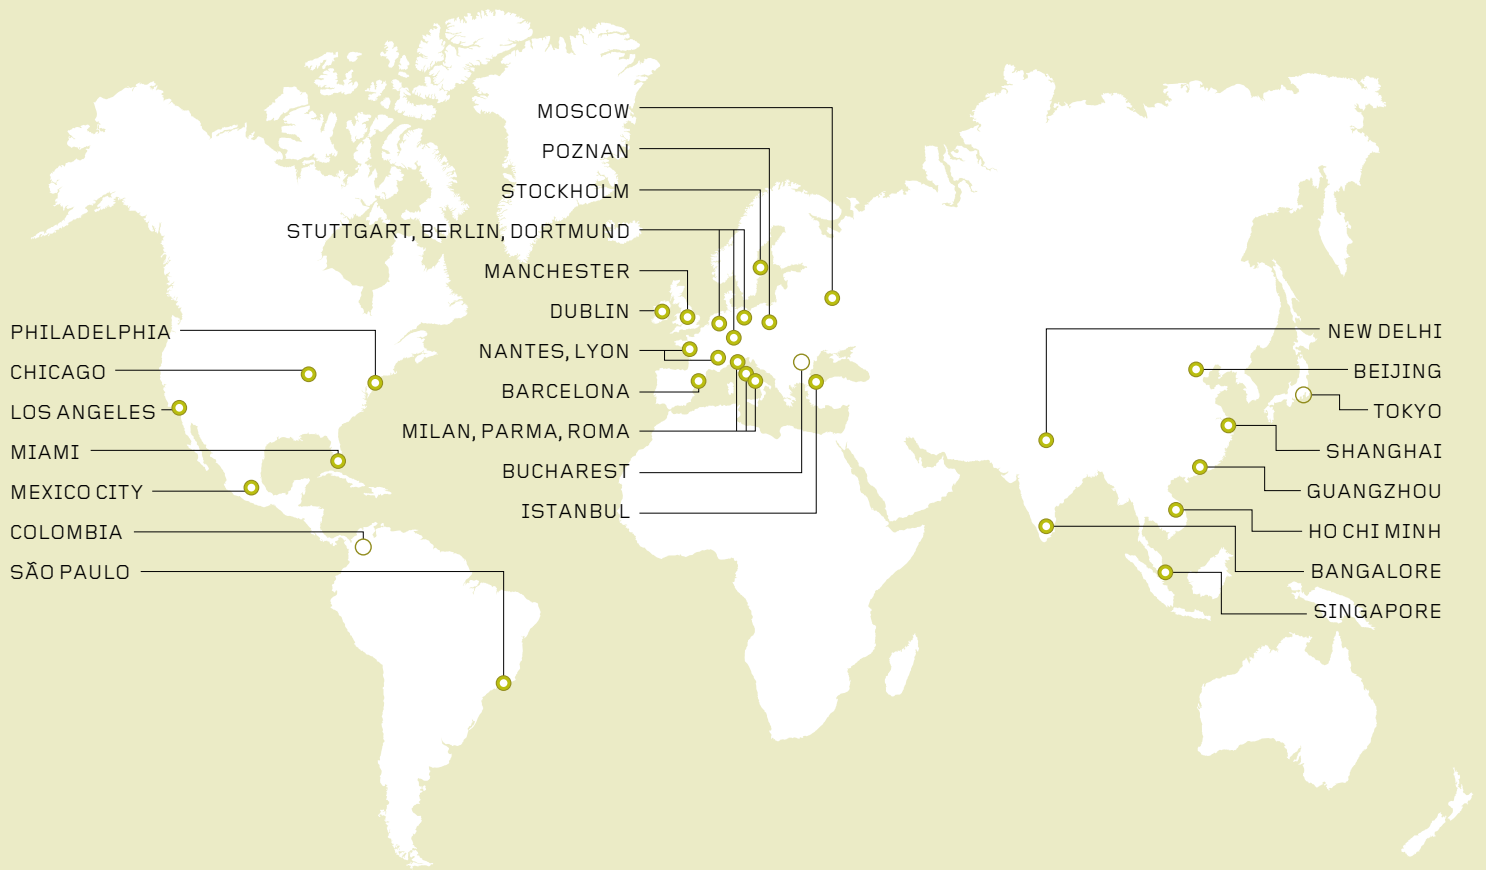 MOSCOW
POZNAN
STOCKHOLM
STUTTGART, BERLIN, DORTMUND
MANCHESTER
DUBLIN
NANTES, LYON
BARCELONA
MILAN, PARMA, ROMA
BUCHAREST
ISTANBUL
PHILADELPHIA
CHICAGO
LOS ANGELES
MIAMI
MEXICO CITY
COLOMBIA
SÃO PAULO
NEW DELHI
BEIJING
TOKYO
SHANGHAI
GUANGZHOU
HO CHI MINH
BANGALORE
SINGAPORE